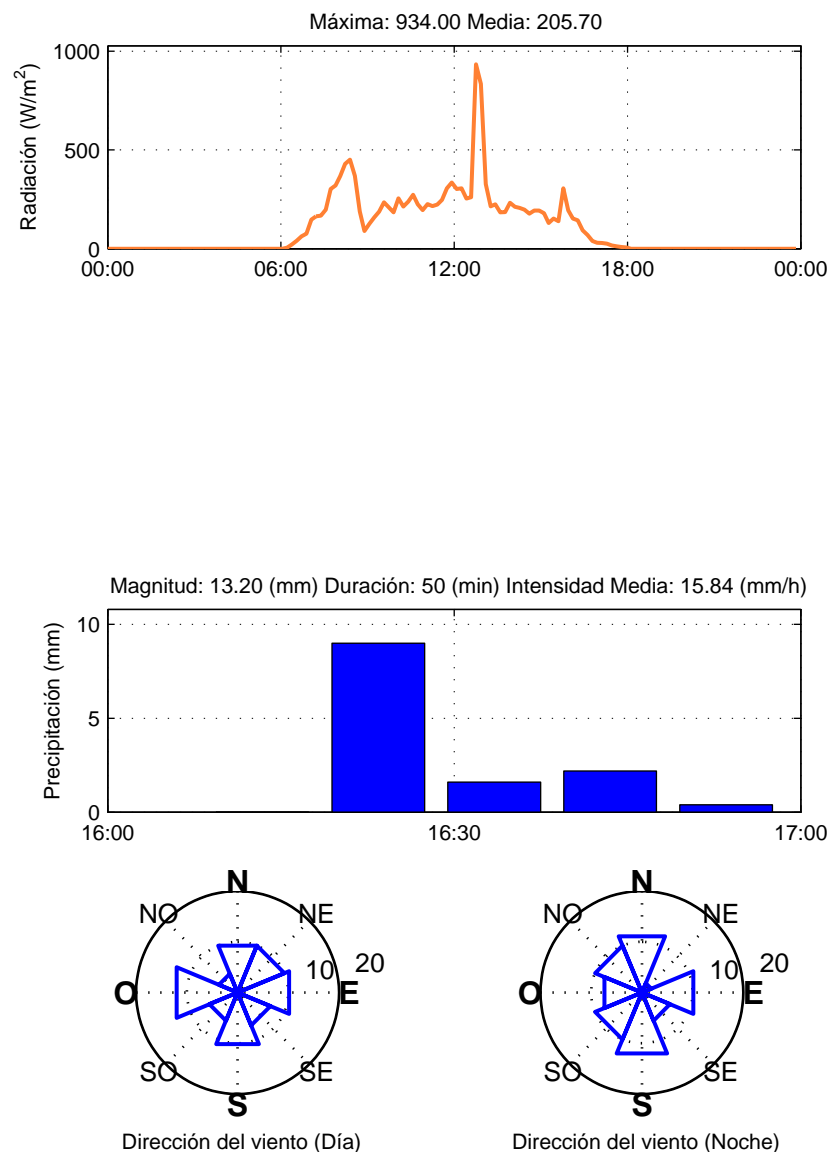 Máxima: 934.00 Media: 205.70
Radiación (W/m²)
1000
500
0
00:00 06:00 12:00 18:00 00:00
Magnitud: 13.20 (mm) Duración: 50 (min) Intensidad Media: 15.84 (mm/h)
Precipitación (mm)
10
5
0
16:00 16:30 17:00
N
NO NE
10 20
O E
SO SE
S
Dirección del viento (Día)
N
NO NE
10 20
O E
SO SE
S
Dirección del viento (Noche)